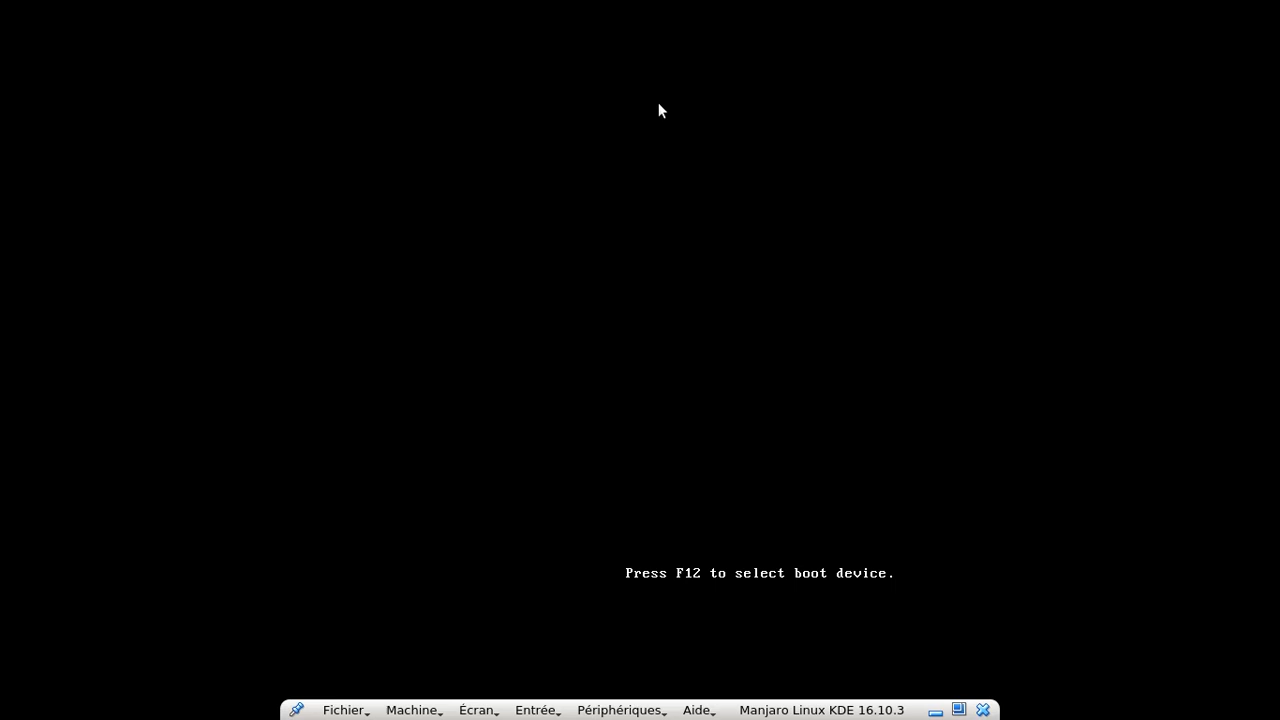 Press F12 to select boot device.
Fichier Machine Écran Entrée Périphériques Aide Manjaro Linux KDE 16.10.3